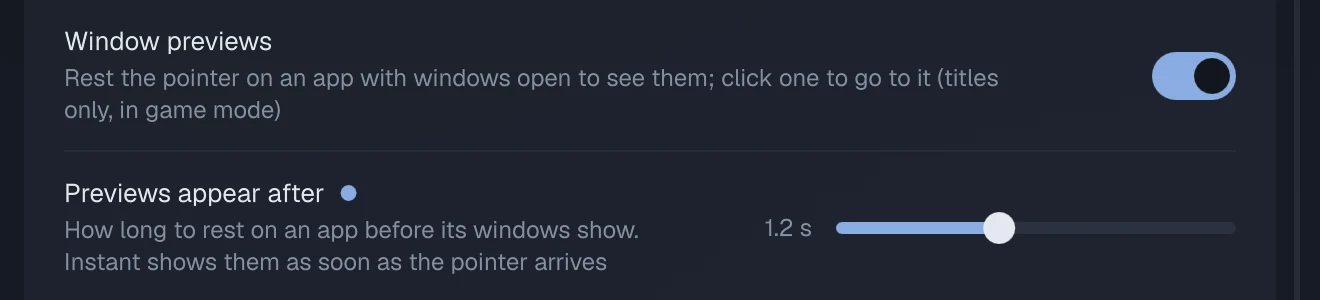 Window previews
Rest the pointer on an app with windows open to see them; click one to go to it (titles
only, in game mode)
Previews appear after
How long to rest on an app before its windows show.
Instant shows them as soon as the pointer arrives
1.2 s